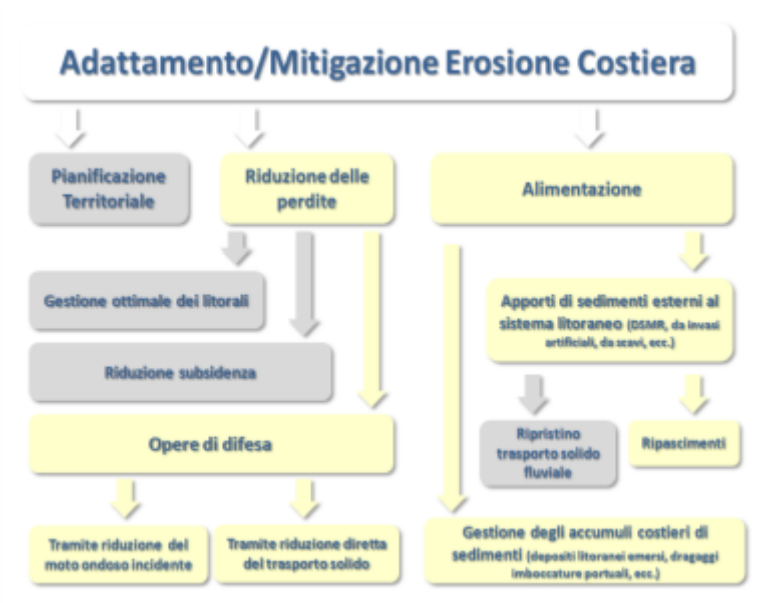 Adattamento/Mitigazione Erosione Costiera
Pianificazione
Territoriale
Riduzione delle
perdite
Alimentazione
Gestione ottimale dei litorali
Riduzione subsidenza
Opere di difesa
Tramite riduzione del
moto ondoso incidente
Tramite riduzione diretta
del trasporto solido
Apporti di sedimenti esterni al
sistema litoraneo (DSMR, da invasi
artificiali, da scavi, ecc.)
Ripristino
trasporto solido
fluviale
Ripascimenti
Gestione degli accumuli costieri di
sedimenti (depositi litoranei emersi, dragaggi
imboccature portuali, ecc.)